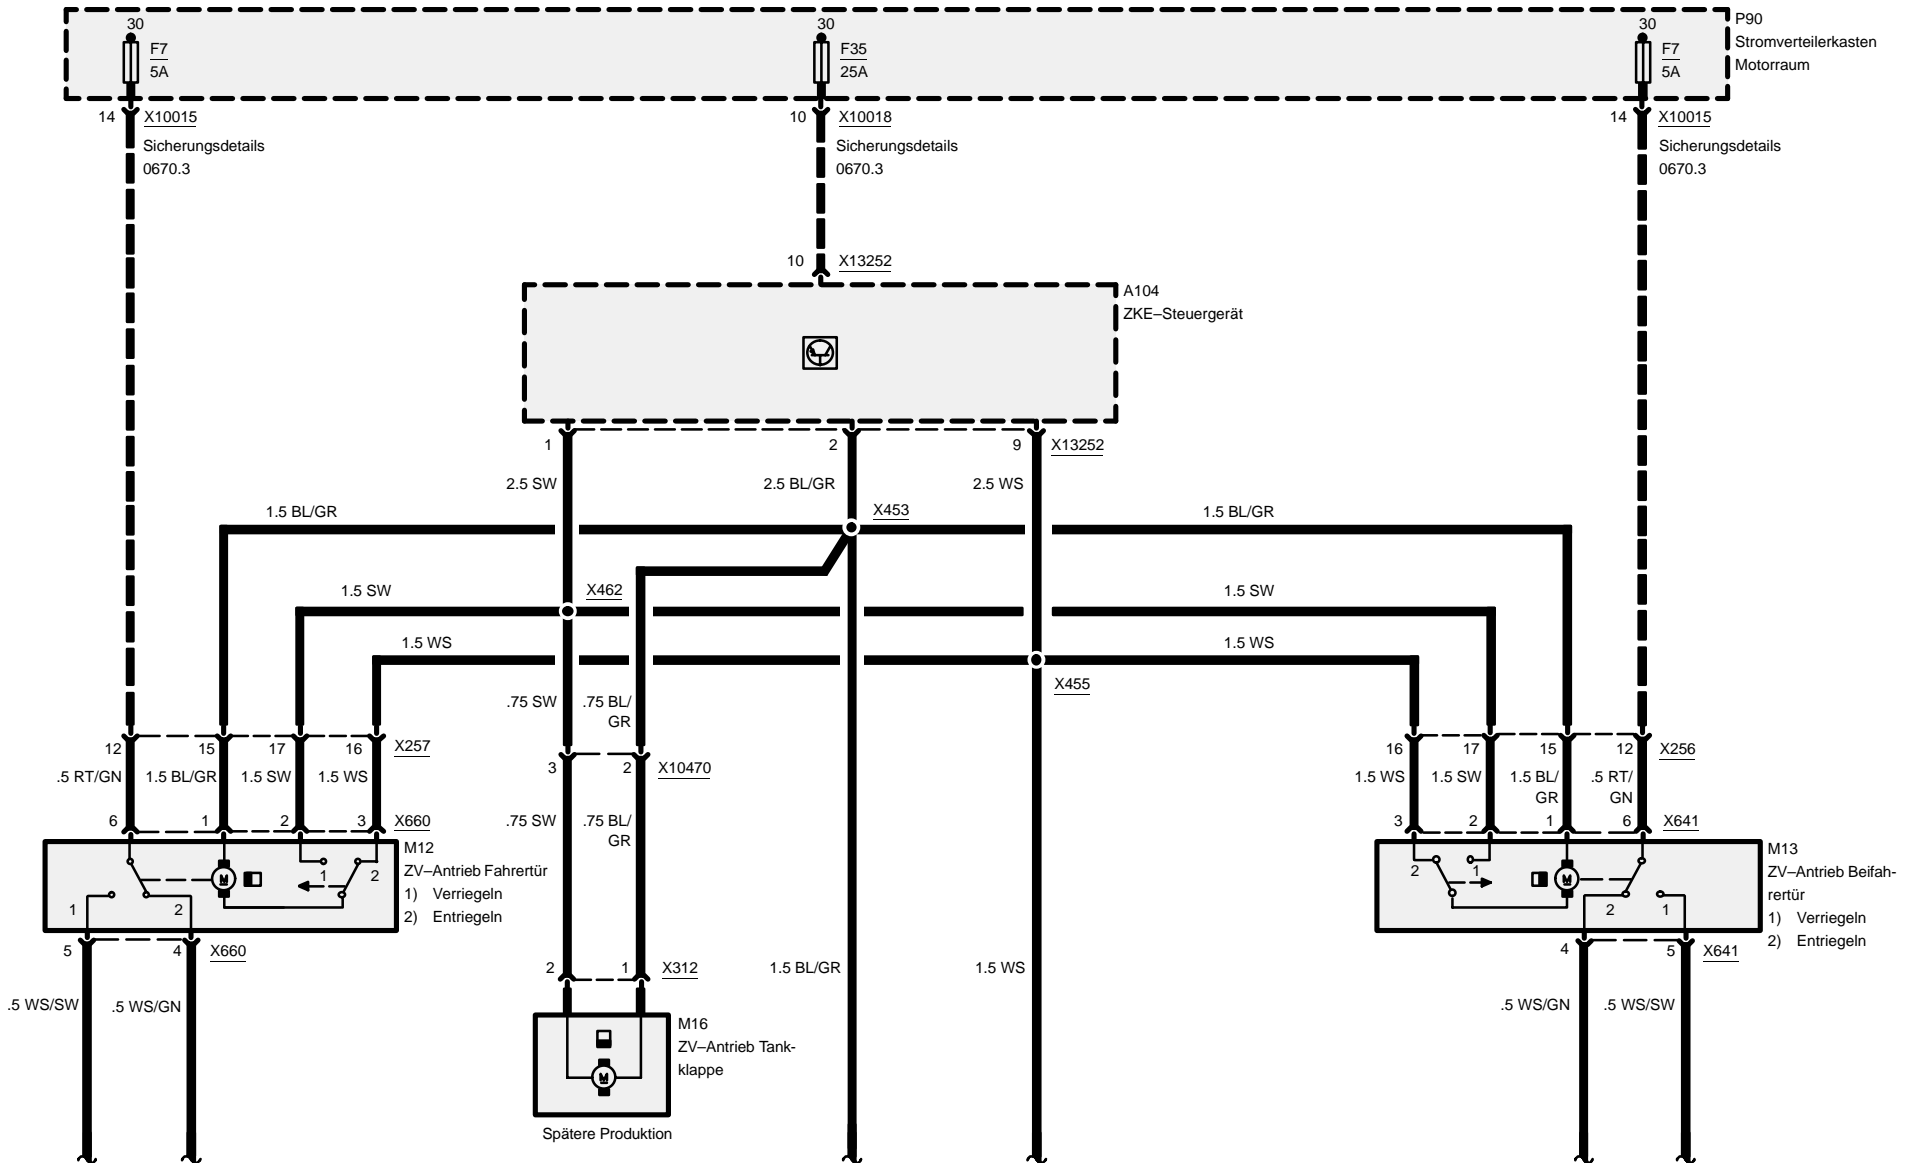 30 30 30 P90
F7 F35 F7 Stromverteilerkasten
5A 25A 5A Motorraum
14 X10015 10 X10018 14 X10015
Sicherungsdetails Sicherungsdetails Sicherungsdetails
0670.3 0670.3 0670.3
10 X13252
A104
ZKE–Steuergerät
1 2 9 X13252
2.5 SW 2.5 BL/GR 2.5 WS
1.5 BL/GR X453 1.5 BL/GR
1.5 SW X462 1.5 SW
1.5 WS 1.5 WS
X455
.75 SW .75 BL/
GR
12 15 17 16 X257 16 17 15 12 X256
3 2 X10470
.5 RT/GN 1.5 BL/GR 1.5 SW 1.5 WS 1.5 WS 1.5 SW 1.5 BL/ .5 RT/
GR GN
6 1 2 3 X660 .75 SW .75 BL/ 3 2 1 6 X641
GR
M12 M13
ZV–Antrieb Fahrertür ZV–Antrieb Beifah-
rertür
M 1 2 2 1 M
1) Verriegeln
2) Entriegeln
1 2 2 1
1) Verriegeln
2) Entriegeln
5 4 X660 4 5 X641
2 1 X312 1.5 BL/GR 1.5 WS
.5 WS/SW .5 WS/GN .5 WS/GN .5 WS/SW
M16
ZV–Antrieb Tank-
klappe
M
Spätere Produktion